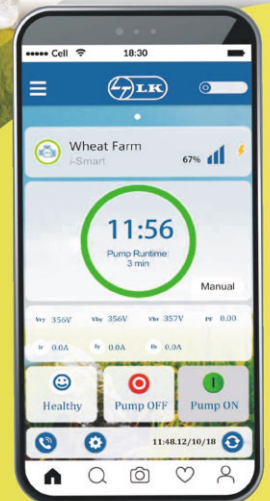 Cell 18:30
LK
Wheat Farm
i-Smart
67%
11:56
Pump Runtime:
3 min
Manual
Vry 356V Vby 356V Vbr 357V PF 0.00
Ir 0.0A Iy 0.0A Ib 0.0A
Healthy Pump OFF Pump ON
11:48.12/10/18